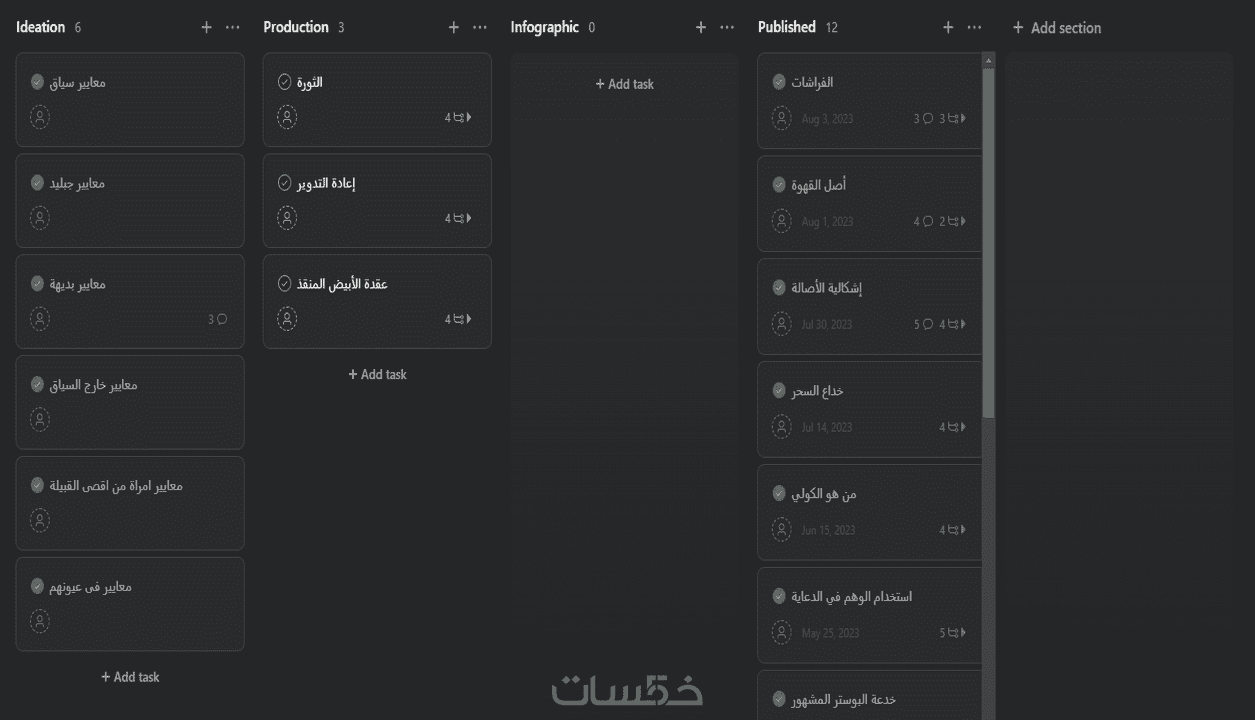 Ideation 6
معايير سياق
معايير جبليد
معايير بديهة
3
معايير خارج السياق
معايير امراة من اقصى القبيلة
معايير في عيونهم
+ Add task
Production 3
الثورة
4
إعادة التدوير
4
عقدة الأبيض المنقذ
4
+ Add task
Infographic 0
+ Add task
Published 12
الفراشات
Aug 3, 2023 3 3
أصل القهوة
Aug 1, 2023 4 2
إشكالية الأصالة
Jul 30, 2023 5 4
خداع السحر
Jul 14, 2023 4
من هو الكولي
Jun 15, 2023 4
استخدام الوهم في الدعاية
May 25, 2023 5
خدعة البوستر المشهور
+ Add section
خمسات